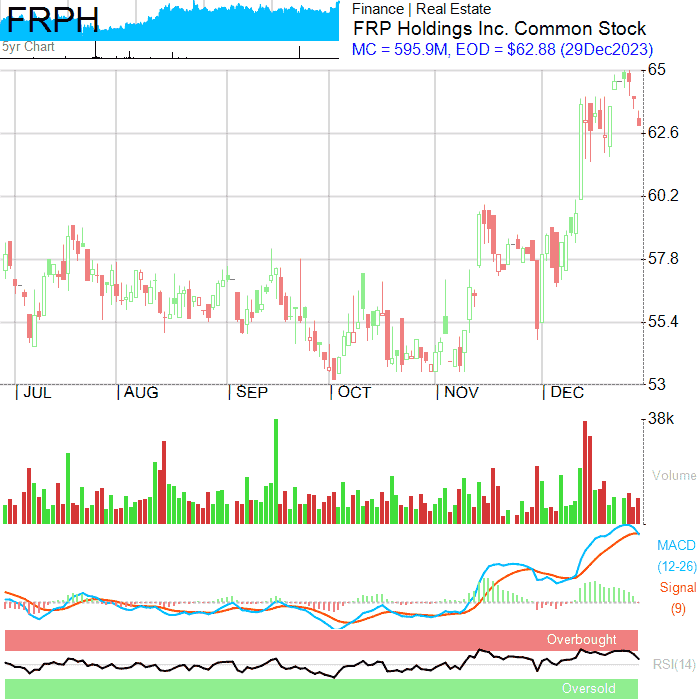 FRPH
5yr Chart
Finance | Real Estate
FRP Holdings Inc. Common Stock
MC = 595.9M, EOD = $62.88 (29Dec2023)
65
62.6
60.2
57.8
55.4
53
JUL AUG SEP OCT NOV DEC
38k
Volume
MACD
(12-26)
Signal
(9)
Overbought
RSI(14)
Oversold